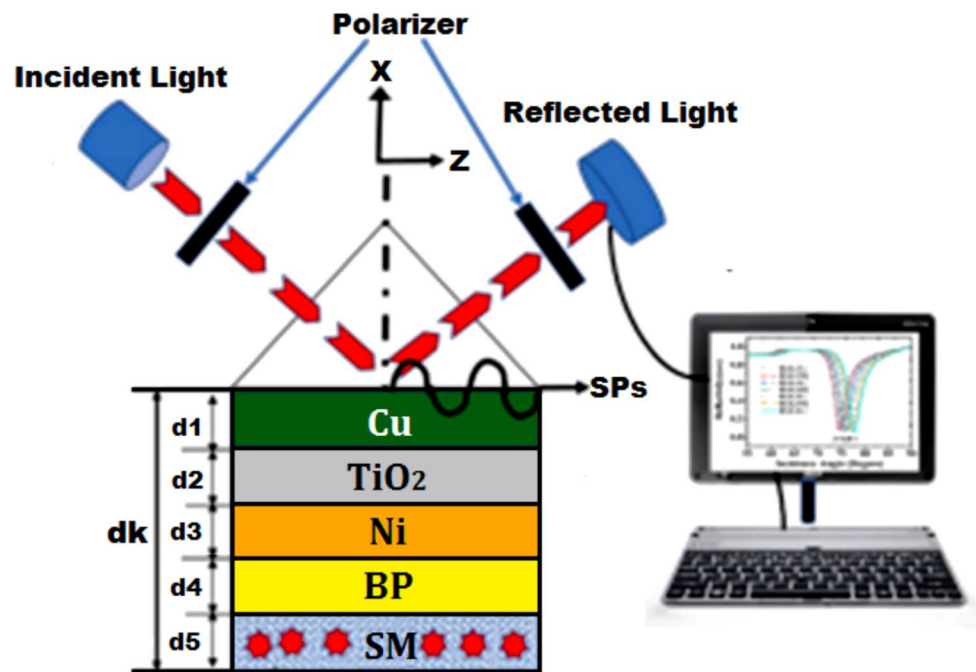 Polarizer
Incident Light
X
Reflected Light
Z
SPs
d1
Cu
d2
TiO₂
dk
d3
Ni
d4
BP
d5
SM